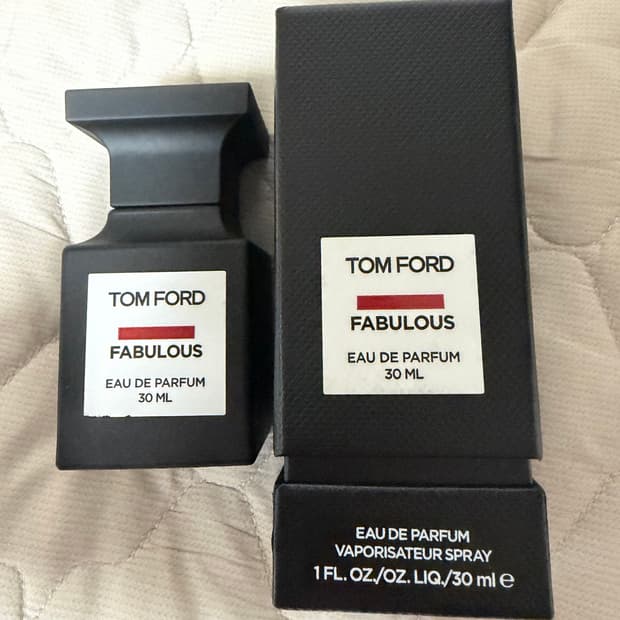 TOM FORD
FABULOUS
EAU DE PARFUM
30 ML
TOM FORD
FABULOUS
EAU DE PARFUM
30 ML
EAU DE PARFUM
VAPORISATEUR SPRAY
1 FL. OZ./OZ. LIQ./30 ml ℮